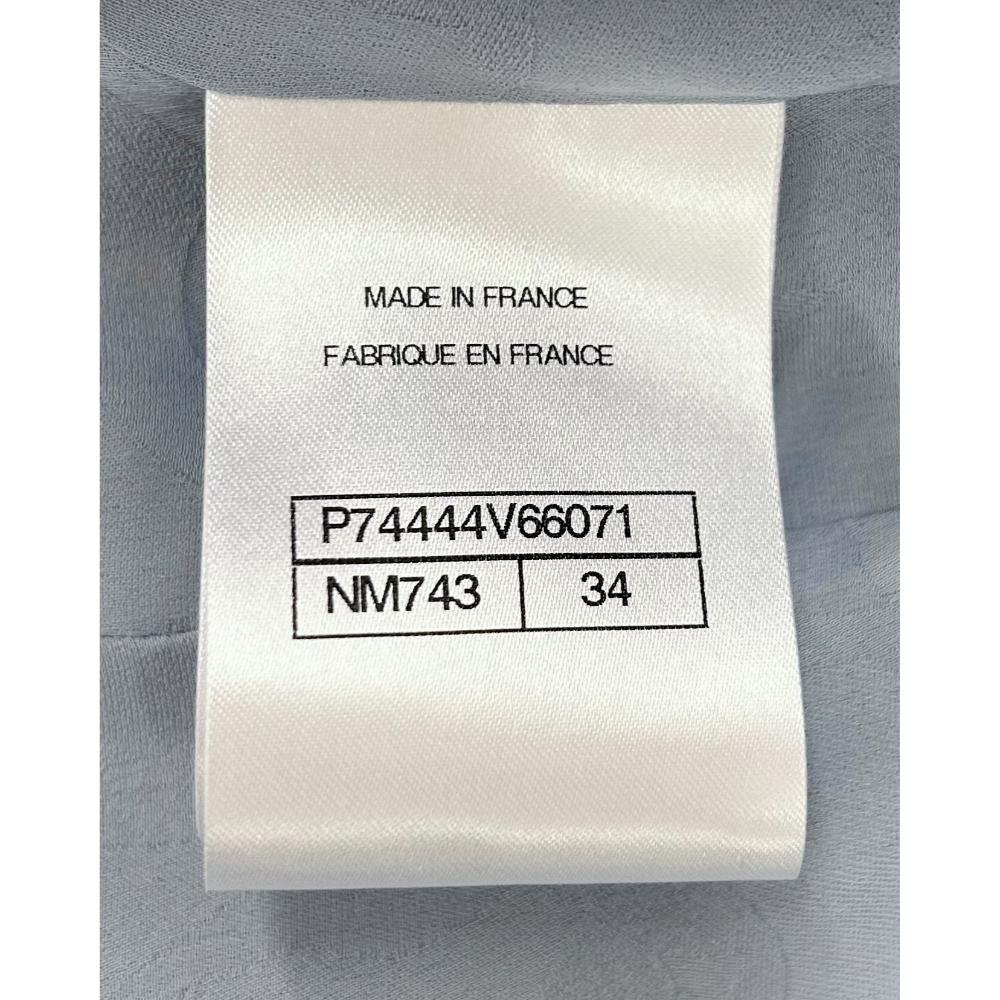 MADE IN FRANCE
FABRIQUE EN FRANCE
P74444V66071
NM743 34